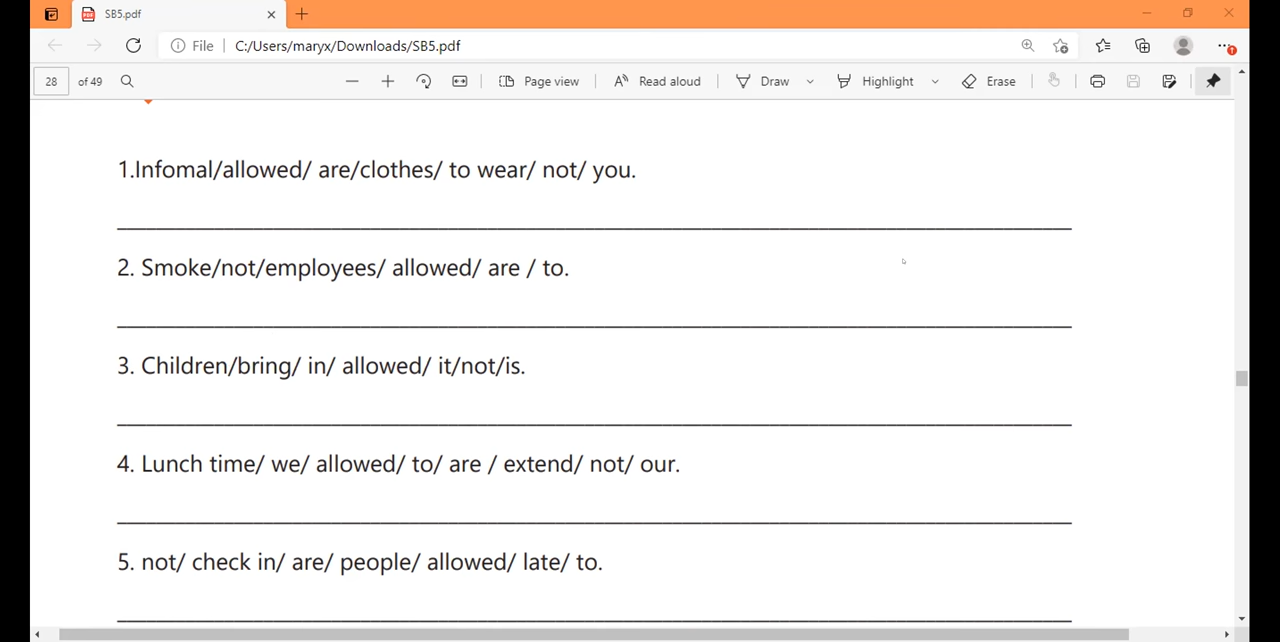 SB5.pdf
File C:/Users/maryx/Downloads/SB5.pdf
28 of 49 Page view Read aloud Draw Highlight Erase
1.Infomal/allowed/ are/clothes/ to wear/ not/ you.
2. Smoke/not/employees/ allowed/ are / to.
3. Children/bring/ in/ allowed/ it/not/is.
4. Lunch time/ we/ allowed/ to/ are / extend/ not/ our.
5. not/ check in/ are/ people/ allowed/ late/ to.